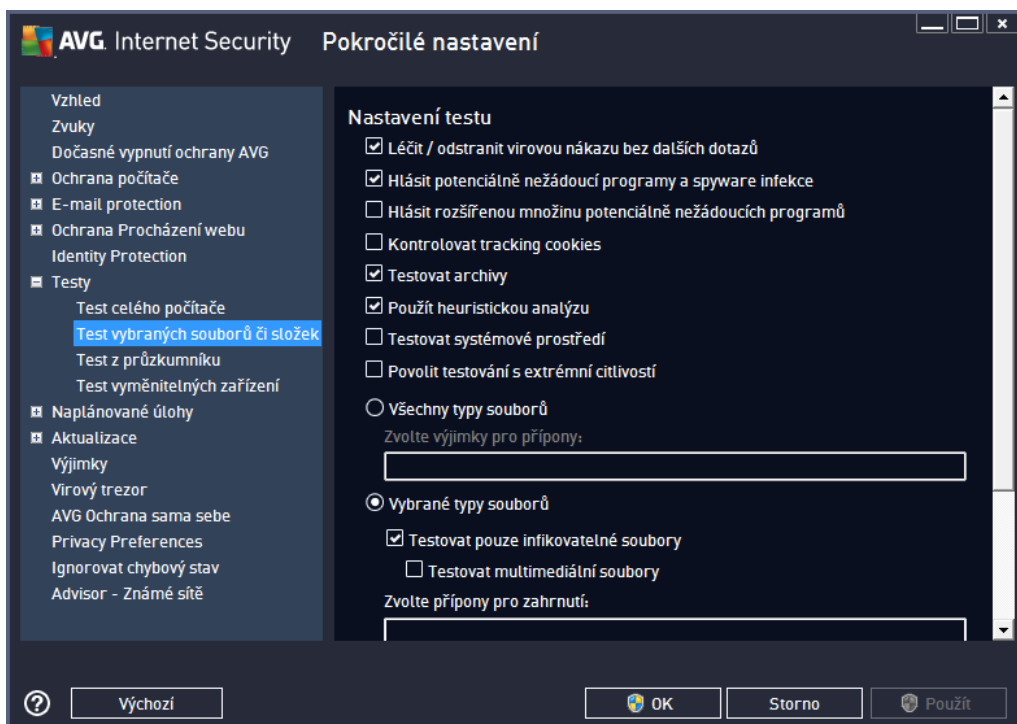 AVG. Internet Security Pokročilé nastavení
Vzhled
Zvuky
Dočasné vypnutí ochrany AVG
Ochrana počítače
E-mail protection
Ochrana Procházení webu
Identity Protection
Testy
Test celého počítače
Test vybraných souborů či složek
Test z průzkumníku
Test vyměnitelných zařízení
Naplánované úlohy
Aktualizace
Výjimky
Virový trezor
AVG Ochrana sama sebe
Privacy Preferences
Ignorovat chybový stav
Advisor - Známé sítě
Nastavení testu
Léčit / odstranit virovou nákazu bez dalších dotazů
Hlásit potenciálně nežádoucí programy a spyware infekce
Hlásit rozšířenou množinu potenciálně nežádoucích programů
Kontrolovat tracking cookies
Testovat archivy
Použít heuristickou analýzu
Testovat systémové prostředí
Povolit testování s extrémní citlivostí
Všechny typy souborů
Zvolte výjimky pro přípony:
Vybrané typy souborů
Testovat pouze infikovatelné soubory
Testovat multimediální soubory
Zvolte přípony pro zahrnutí:
? Výchozí OK Storno Použít